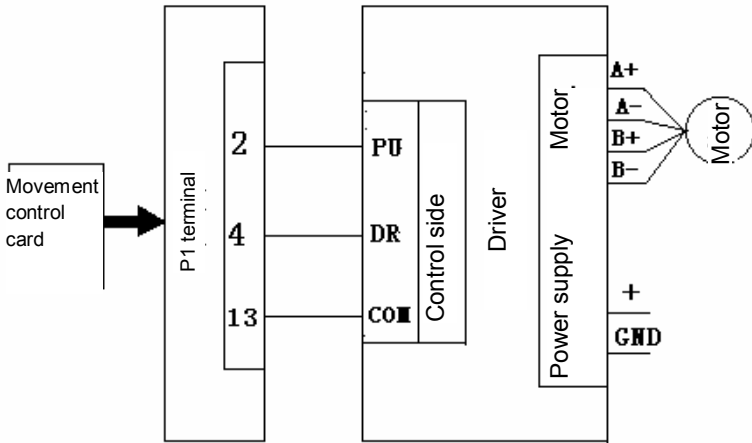 Movement
control
card
P1 terminal
2
4
13
PU
DR
COM
Control side
Driver
Power supply
Motor
A+
A-
B+
B-
Motor
+
GND